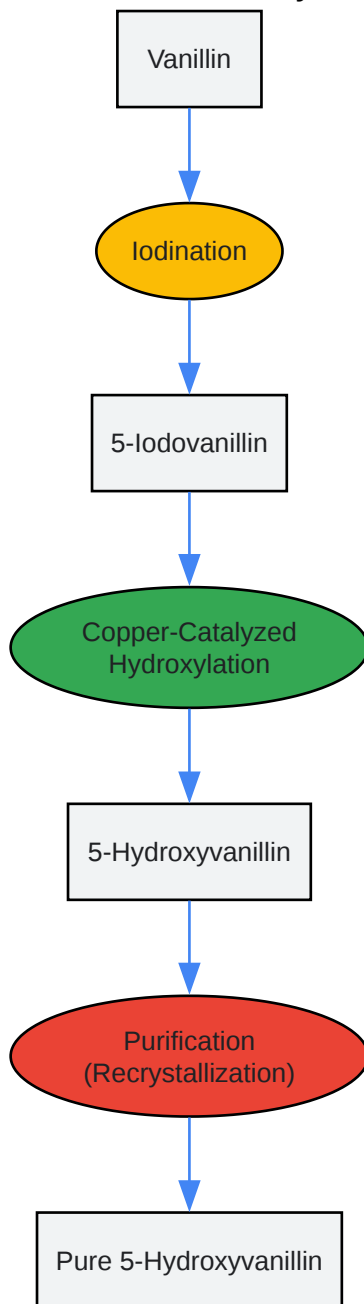 Vanillin
Iodination
5-Iodovanillin
Copper-Catalyzed
Hydroxylation
5-Hydroxyvanillin
Purification
(Recrystallization)
Pure 5-Hydroxyvanillin